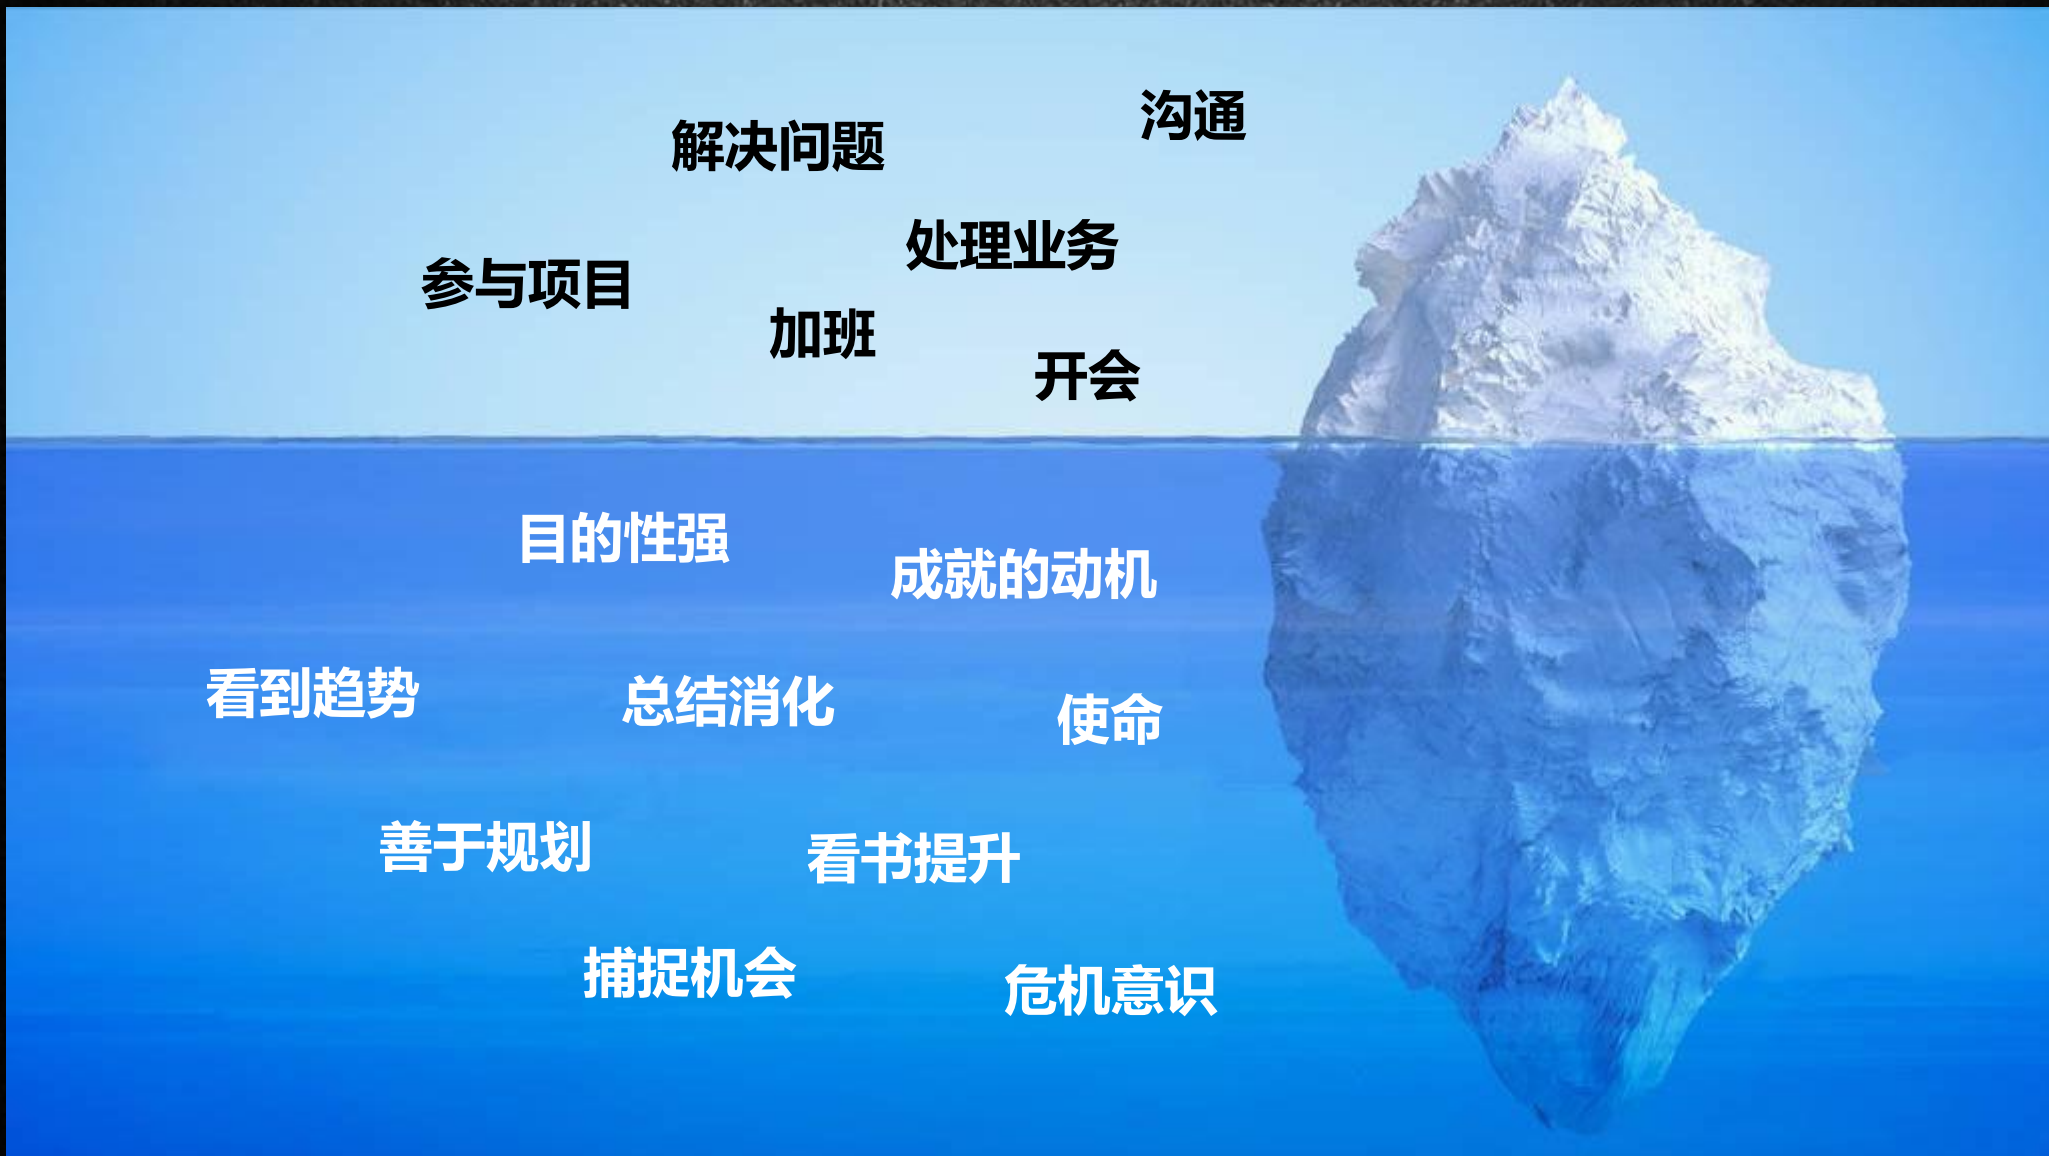 沟通
解决问题
处理业务
参与项目
加班
开会
目的性强
成就的动机
看到趋势
总结消化
使命
善于规划
看书提升
捕捉机会
危机意识